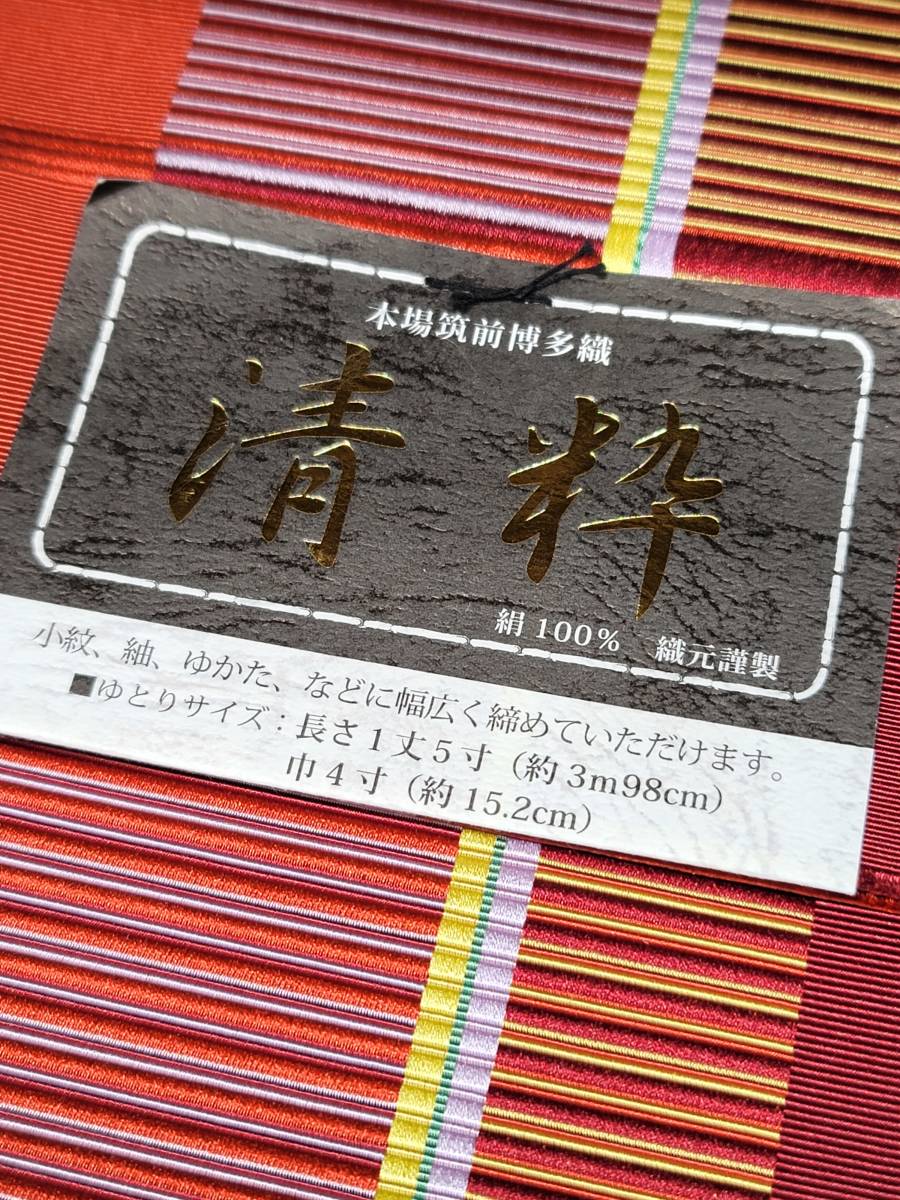 本場筑前博多織
清粋
絹100% 織元謹製
小紋、紬、ゆかた、などに幅広く締めていただけます。
■ゆとりサイズ：長さ1丈5寸（約3m98cm）
巾4寸（約15.2cm）